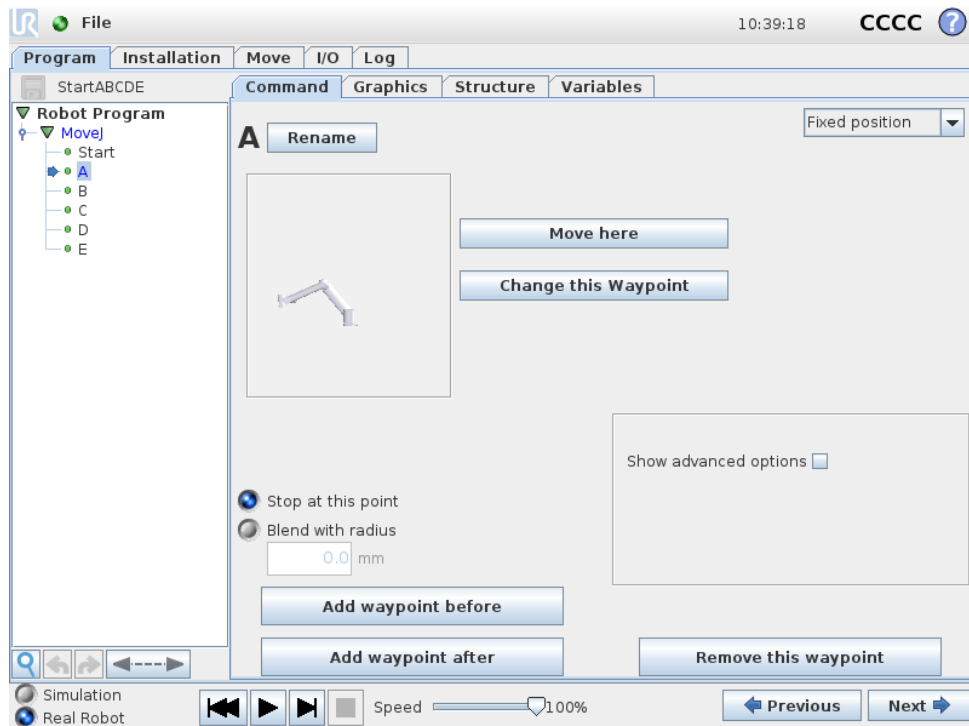 UR File 10:39:18 CCCC ?
Program Installation Move I/O Log
StartABCDE
Command Graphics Structure Variables
Robot Program
MoveJ
Start
A
B
C
D
E
A Rename
Fixed position
Move here
Change this Waypoint
Show advanced options
Stop at this point
Blend with radius
0.0 mm
Add waypoint before
Add waypoint after
Remove this waypoint
Simulation
Real Robot
Speed 100%
Previous
Next